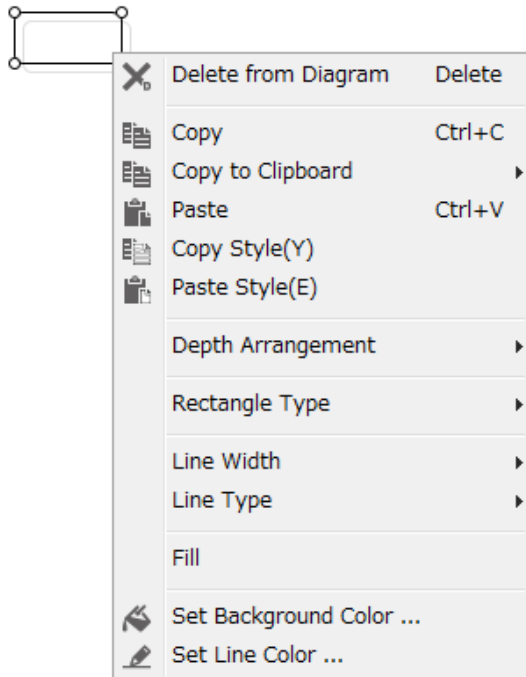 Delete from Diagram Delete
Copy Ctrl+C
Copy to Clipboard
Paste Ctrl+V
Copy Style(Y)
Paste Style(E)
Depth Arrangement
Rectangle Type
Line Width
Line Type
Fill
Set Background Color ...
Set Line Color ...